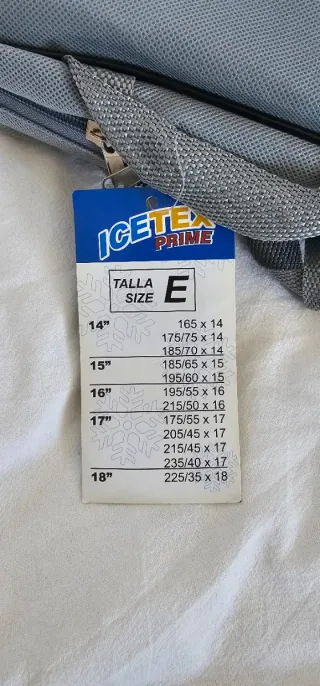 ICETEX
PRIME
TALLA
SIZE E
14" 165 x 14
175/75 x 14
185/70 x 14
15" 185/65 x 15
195/60 x 15
16" 195/55 x 16
215/50 x 16
17" 175/55 x 17
205/45 x 17
215/45 x 17
235/40 x 17
18" 225/35 x 18